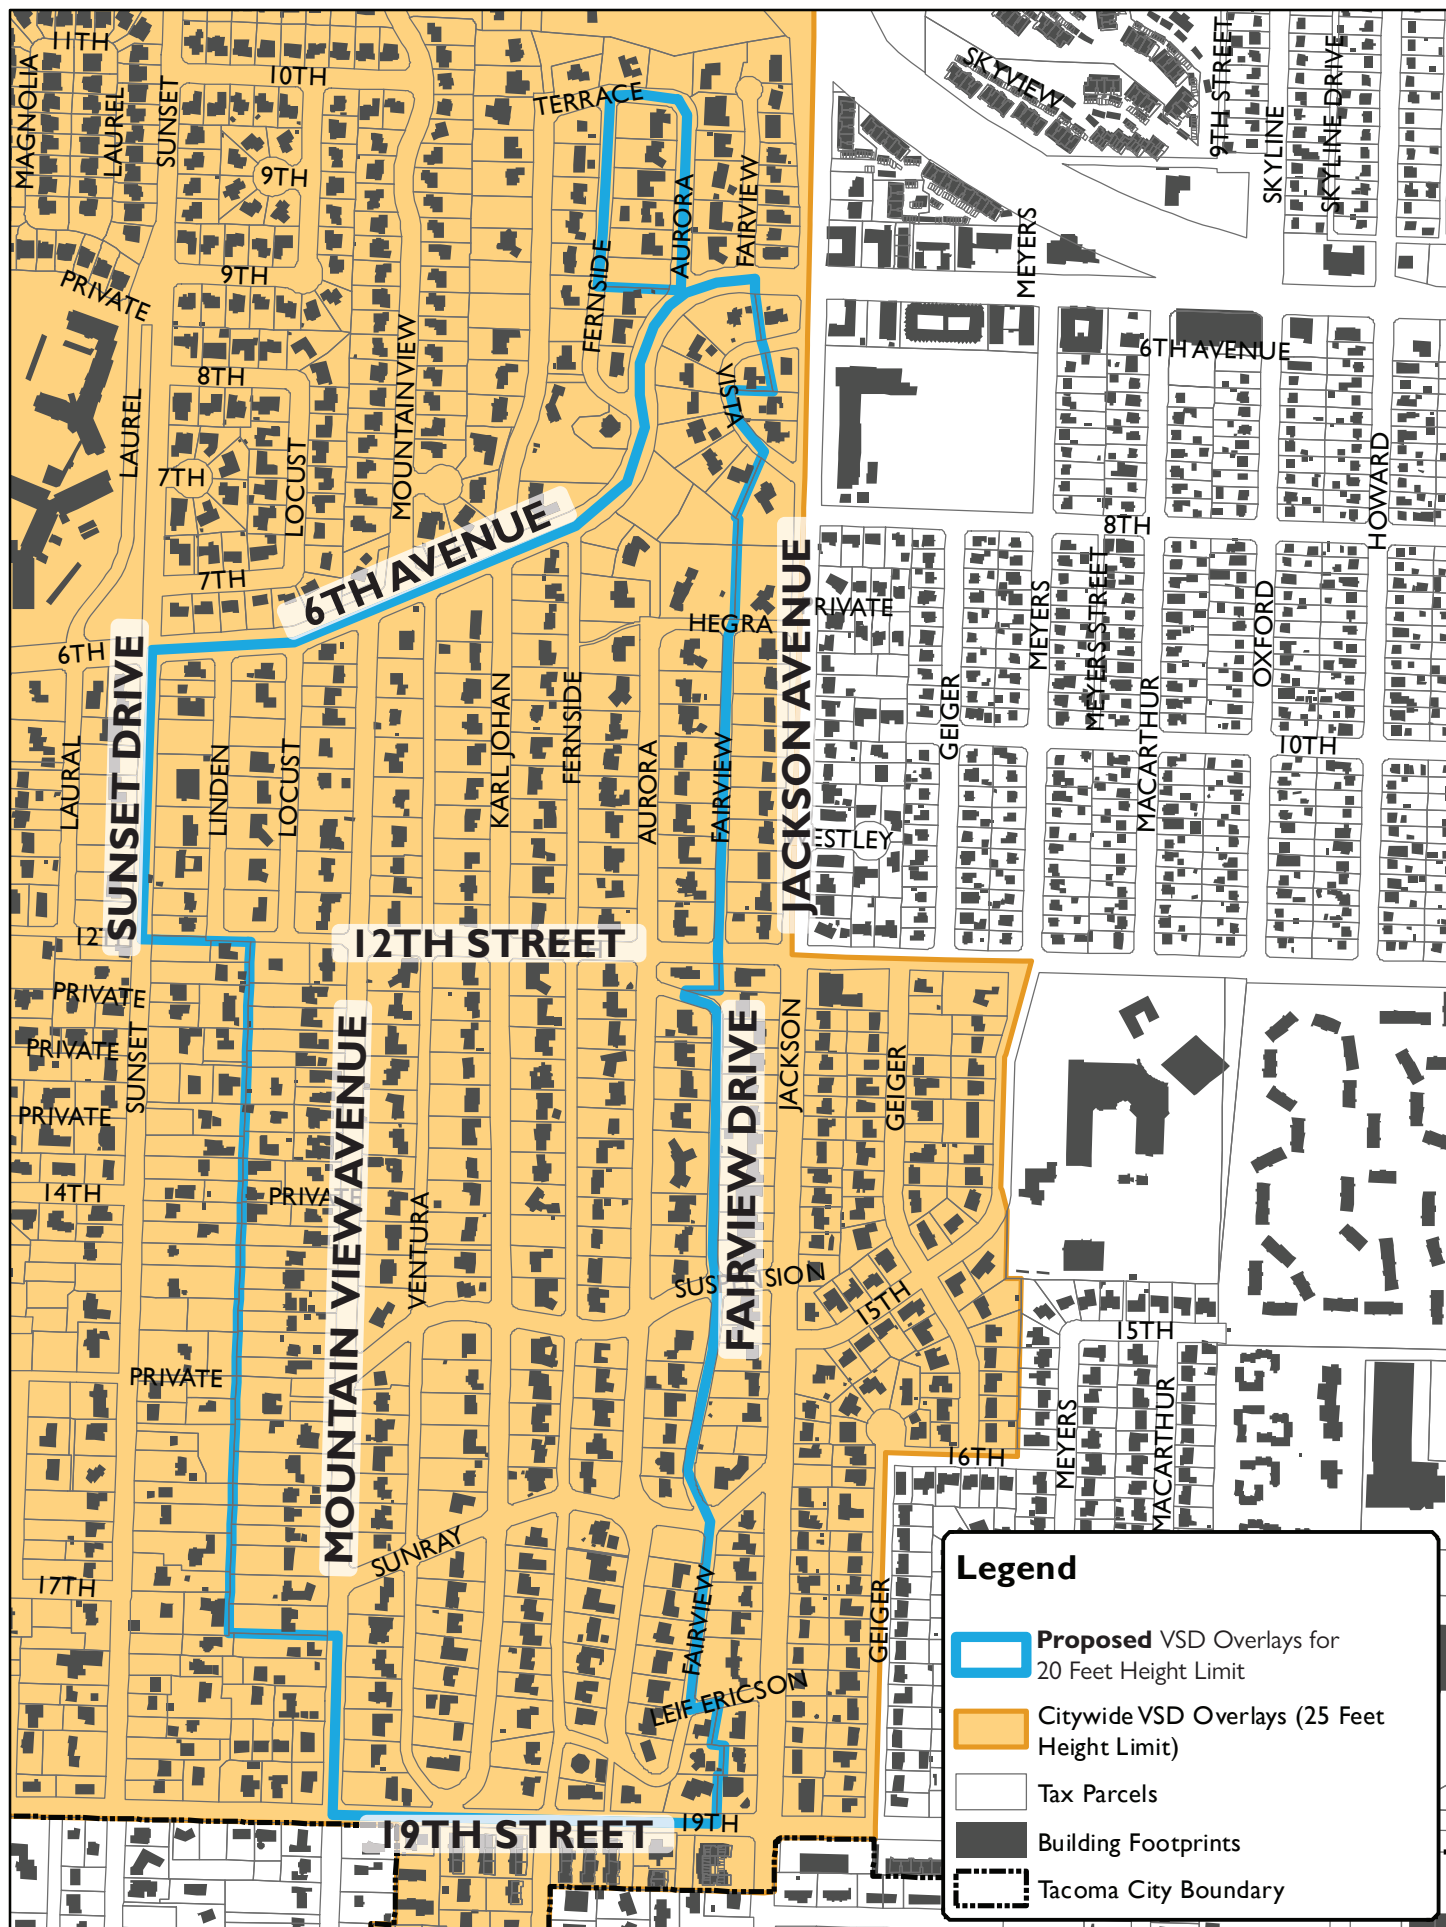 11TH
10TH
MAGNOLIA
LAUREL
SUNSET
9TH
9TH
PRIVATE
8TH
LAUREL
7TH
LOCUST
MOUNTAIN VIEW
7TH
6TH
TERRACE
FERNSIDE
AURORA
FAIRVIEW
VISTA
SKYVIEW
9TH STREET
SKYLINE
SKYLINE DRIVE
MEYERS
6TH AVENUE
HOWARD
8TH
6TH AVENUE
HEGRA
RIVATE
MEYERS
MEYERS STREET
OXFORD
GEIGER
MACARTHUR
10TH
ESTLEY
JACKSON AVENUE
SUNSET DRIVE
LAURAL
LINDEN
LOCUST
KARL JOHAN
FERNSIDE
AURORA
FAIRVIEW
12TH STREET
12
PRIVATE
PRIVATE
PRIVATE
SUNSET
14TH
PRIVATE
PRIVATE
MOUNTAIN VIEW AVENUE
VENTURA
FAIRVIEW DRIVE
JACKSON
GEIGER
SUSPENSION
15TH
15TH
MEYERS
MACARTHUR
16TH
SUNRAY
17TH
FAIRVIEW
GEIGER
LEIF ERICSON
19TH
19TH STREET
Legend
Proposed VSD Overlays for
20 Feet Height Limit
Citywide VSD Overlays (25 Feet
Height Limit)
Tax Parcels
Building Footprints
Tacoma City Boundary